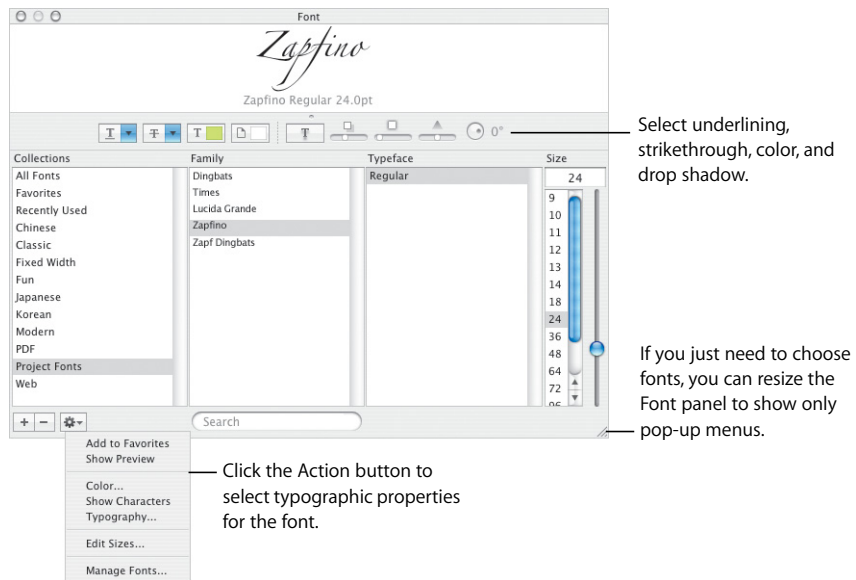 Font
Zapfino
Zapfino Regular 24.0pt
T T T T 0°
Select underlining,
strikethrough, color, and
drop shadow.
Collections Family Typeface Size
All Fonts
Favorites
Recently Used
Chinese
Classic
Fixed Width
Fun
Japanese
Korean
Modern
PDF
Project Fonts
Web
Dingbats
Times
Lucida Grande
Zapfino
Zapf Dingbats
Regular
24
9
10
11
12
13
14
18
24
36
48
64
72
96
If you just need to choose
fonts, you can resize the
Font panel to show only
pop-up menus.
Search
Add to Favorites
Show Preview
Color...
Show Characters
Typography...
Edit Sizes...
Manage Fonts...
Click the Action button to
select typographic properties
for the font.